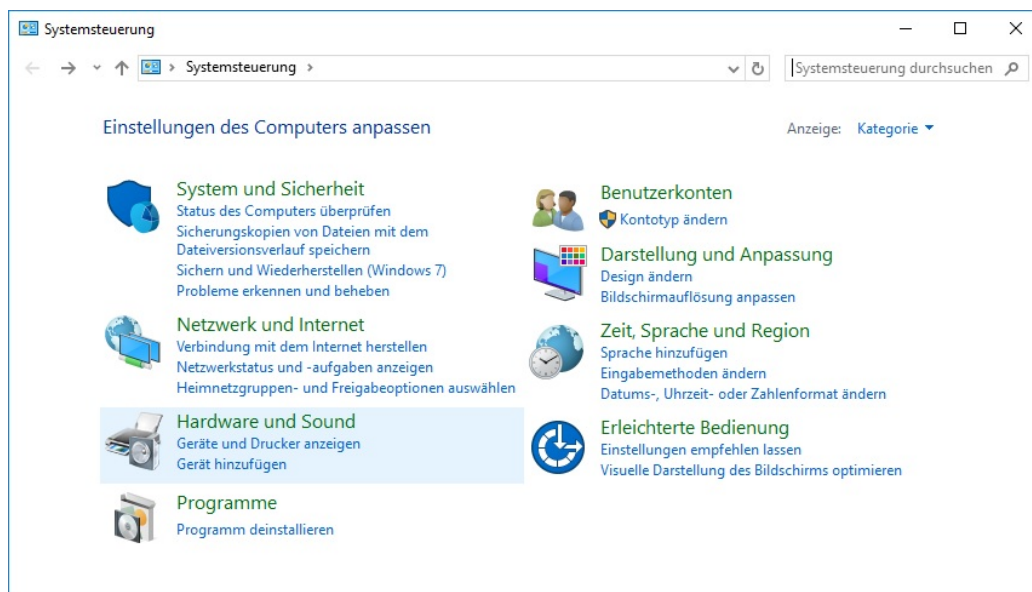 Systemsteuerung
Systemsteuerung
Systemsteuerung durchsuchen
Einstellungen des Computers anpassen
Anzeige: Kategorie
System und Sicherheit
Status des Computers überprüfen
Sicherungskopien von Dateien mit dem
Dateiversionsverlauf speichern
Sichern und Wiederherstellen (Windows 7)
Probleme erkennen und beheben
Netzwerk und Internet
Verbindung mit dem Internet herstellen
Netzwerkstatus und -aufgaben anzeigen
Heimnetzgruppen- und Freigabeoptionen auswählen
Hardware und Sound
Geräte und Drucker anzeigen
Gerät hinzufügen
Programme
Programm deinstallieren
Benutzerkonten
Kontotyp ändern
Darstellung und Anpassung
Design ändern
Bildschirmauflösung anpassen
Zeit, Sprache und Region
Sprache hinzufügen
Eingabemethoden ändern
Datums-, Uhrzeit- oder Zahlenformat ändern
Erleichterte Bedienung
Einstellungen empfehlen lassen
Visuelle Darstellung des Bildschirms optimieren